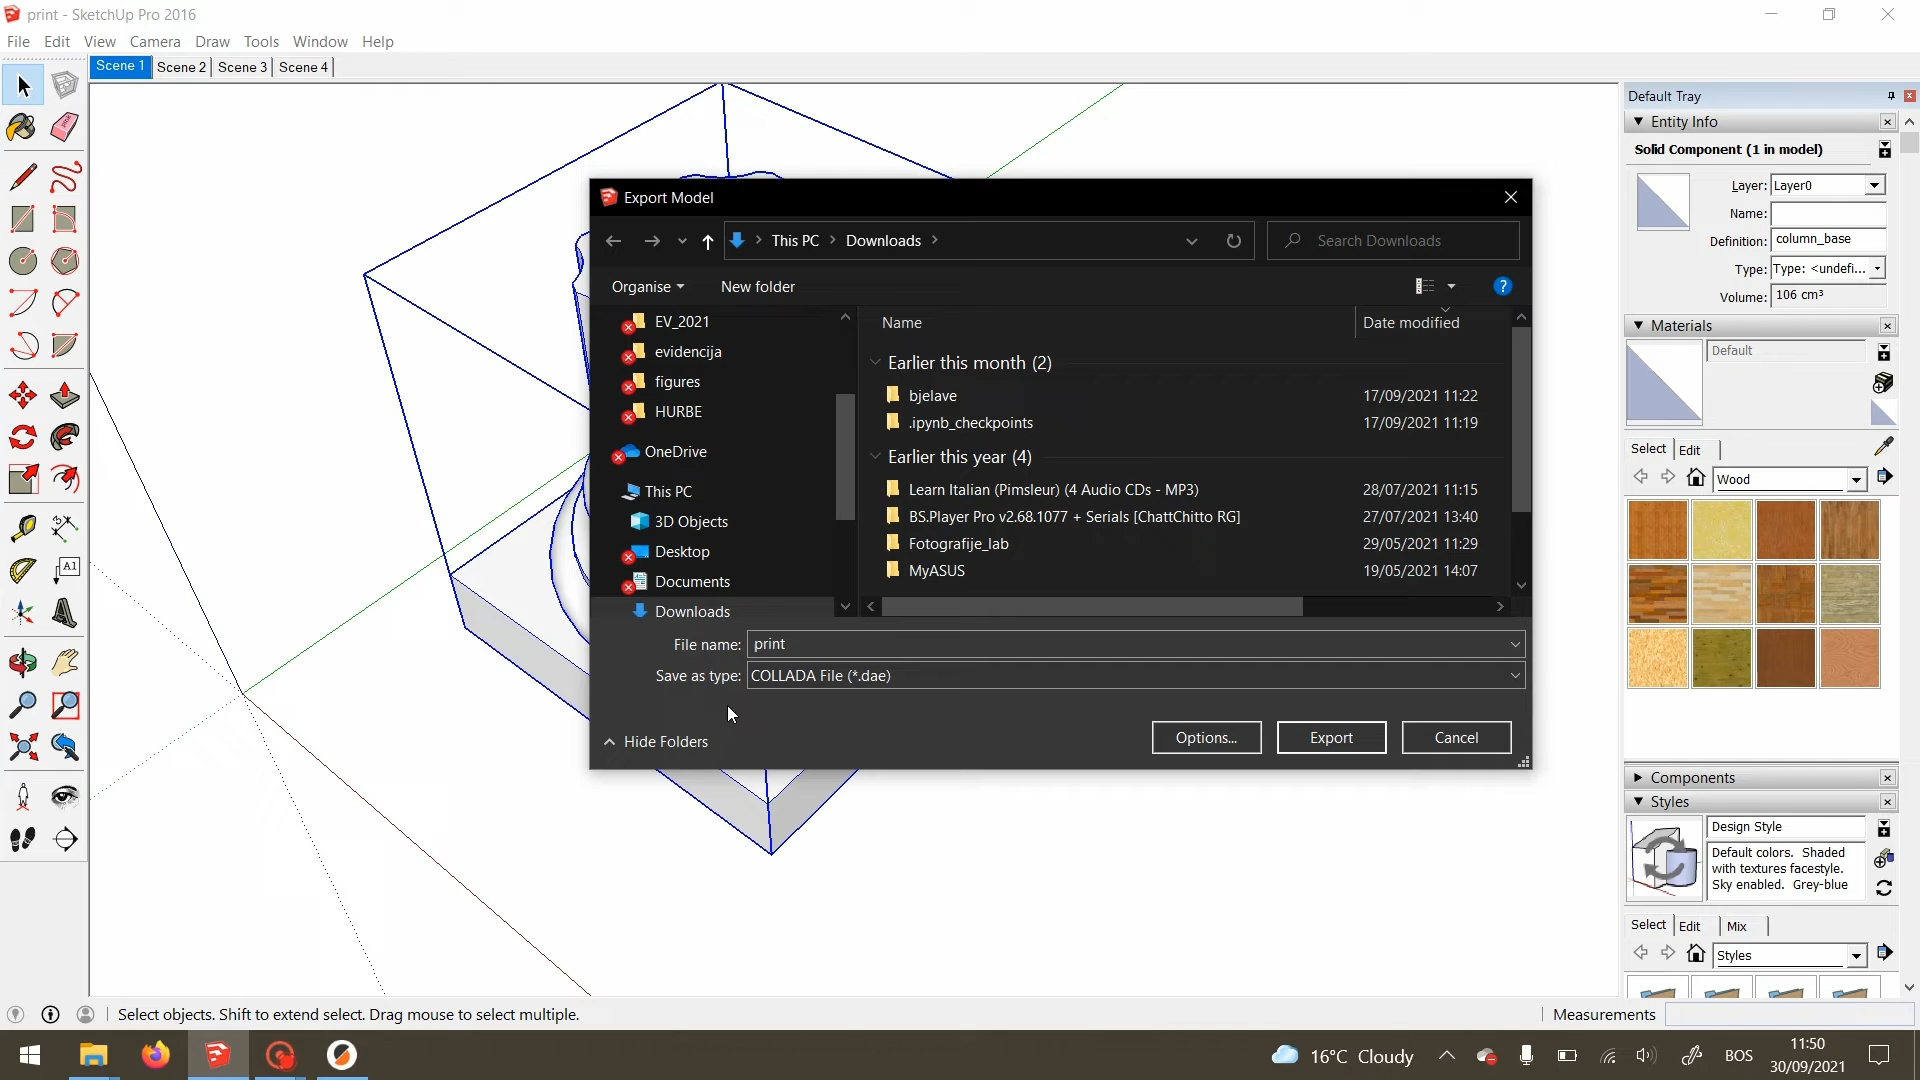 print - SketchUp Pro 2016
File Edit View Camera Draw Tools Window Help
Scene 1 Scene 2 Scene 3 Scene 4
Export Model
This PC Downloads
Search Downloads
Organise New folder
EV_2021
evidencija
figures
HURBE
OneDrive
This PC
3D Objects
Desktop
Documents
Downloads
Name Date modified
Earlier this month (2)
bjelave 17/09/2021 11:22
.ipynb_checkpoints 17/09/2021 11:19
Earlier this year (4)
Learn Italian (Pimsleur) (4 Audio CDs - MP3) 28/07/2021 11:15
BS.Player Pro v2.68.1077 + Serials [ChattChitto RG] 27/07/2021 13:40
Fotografije_lab 29/05/2021 11:29
MyASUS 19/05/2021 14:07
File name: print
Save as type: COLLADA File (*.dae)
Hide Folders
Options... Export Cancel
Default Tray
Entity Info
Solid Component (1 in model)
Layer: Layer0
Name:
Definition: column_base
Type: Type: <undefi...
Volume: 106 cm³
Materials
Default
Select Edit
Wood
Components
Styles
Design Style
Default colors. Shaded
with textures facestyle.
Sky enabled. Grey-blue
Select Edit Mix
Styles
A1
Select objects. Shift to extend select. Drag mouse to select multiple.
Measurements
16°C Cloudy
BOS
11:50
30/09/2021